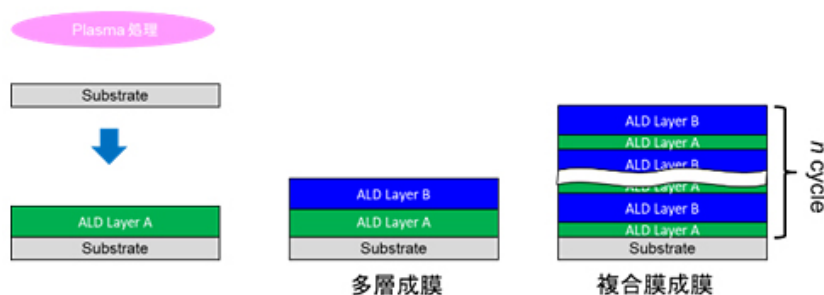 Plasma 処理
Substrate
ALD Layer A
Substrate
ALD Layer B
ALD Layer A
Substrate
多層成膜
ALD Layer B
ALD Layer A
ALD Layer B
ALD Layer A
ALD Layer B
ALD Layer A
Substrate
複合膜成膜
n cycle